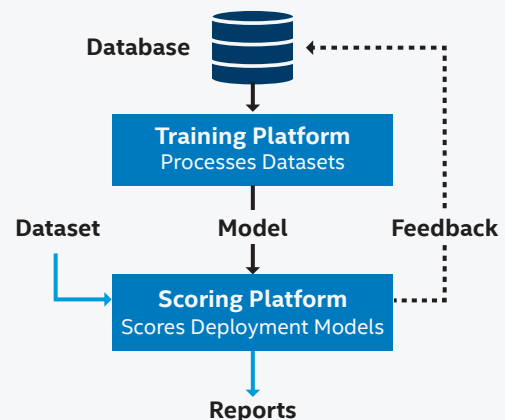 Database
Training Platform
Processes Datasets
Dataset
Model
Feedback
Scoring Platform
Scores Deployment Models
Reports